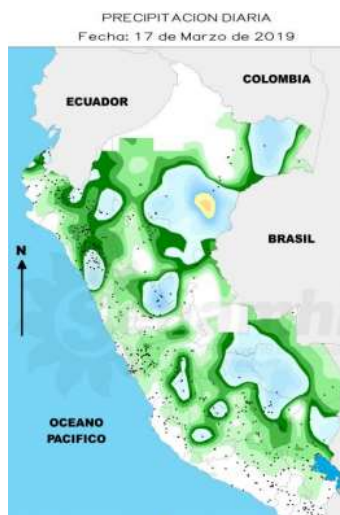 PRECIPITACION DIARIA
Fecha: 17 de Marzo de 2019
COLOMBIA
ECUADOR
BRASIL
N
OCEANO
PACIFICO